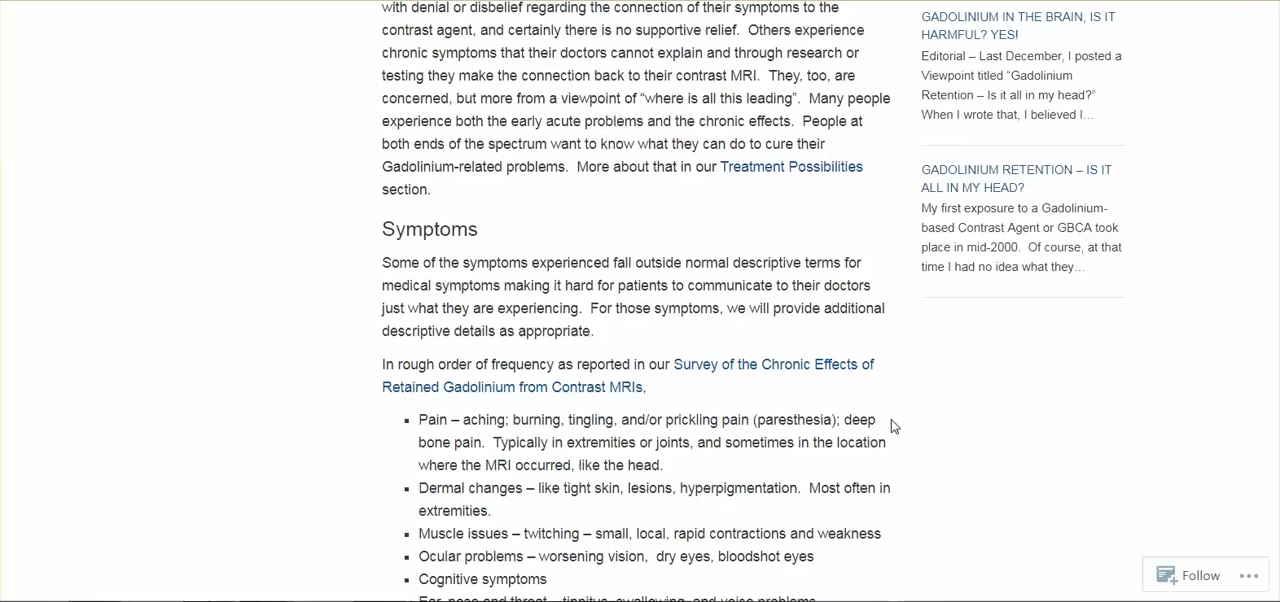 with denial or disbelief regarding the connection of their symptoms to the
contrast agent, and certainly there is no supportive relief.  Others experience
chronic symptoms that their doctors cannot explain and through research or
testing they make the connection back to their contrast MRI.  They, too, are
concerned, but more from a viewpoint of “where is all this leading”.  Many people
experience both the early acute problems and the chronic effects.  People at
both ends of the spectrum want to know what they can do to cure their
Gadolinium-related problems.  More about that in our Treatment Possibilities
section.
Symptoms
Some of the symptoms experienced fall outside normal descriptive terms for
medical symptoms making it hard for patients to communicate to their doctors
just what they are experiencing.  For those symptoms, we will provide additional
descriptive details as appropriate.
In rough order of frequency as reported in our Survey of the Chronic Effects of
Retained Gadolinium from Contrast MRIs,
▪ Pain – aching; burning, tingling, and/or prickling pain (paresthesia); deep
bone pain.  Typically in extremities or joints, and sometimes in the location
where the MRI occurred, like the head.
▪ Dermal changes – like tight skin, lesions, hyperpigmentation.  Most often in
extremities.
▪ Muscle issues – twitching – small, local, rapid contractions and weakness
▪ Ocular problems – worsening vision,  dry eyes, bloodshot eyes
▪ Cognitive symptoms
Ear, nose and throat – tinnitus, swallowing, and voice problems
GADOLINIUM IN THE BRAIN, IS IT
HARMFUL? YES!
Editorial – Last December, I posted a
Viewpoint titled “Gadolinium
Retention – Is it all in my head?”
When I wrote that, I believed I…
GADOLINIUM RETENTION – IS IT
ALL IN MY HEAD?
My first exposure to a Gadolinium-
based Contrast Agent or GBCA took
place in mid-2000.  Of course, at that
time I had no idea what they…
Follow